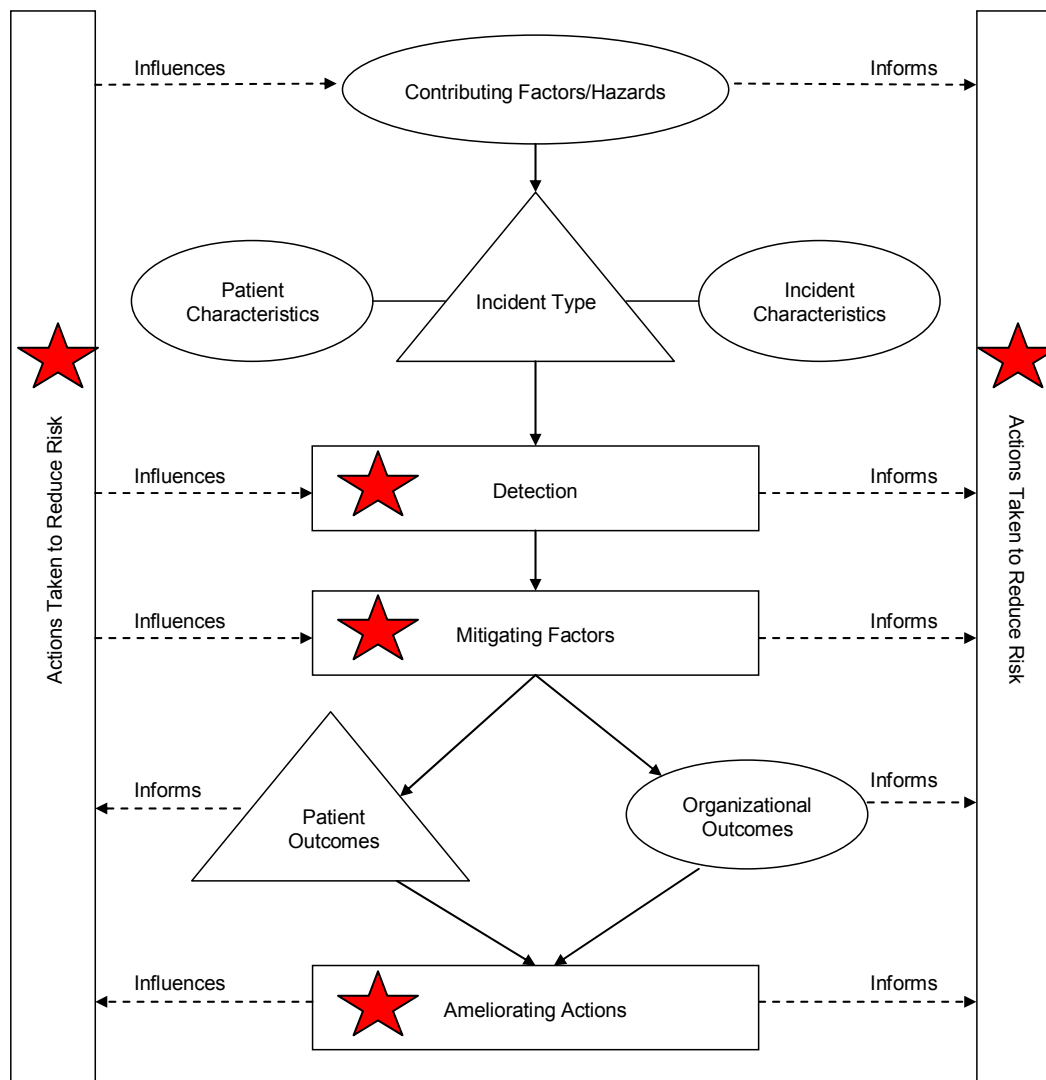 Influences
Contributing Factors/Hazards
Informs
Patient
Characteristics
Incident Type
Incident
Characteristics
Actions Taken to Reduce Risk
Actions Taken to Reduce Risk
Influences
Detection
Informs
Influences
Mitigating Factors
Informs
Informs
Patient
Outcomes
Organizational
Outcomes
Informs
Influences
Ameliorating Actions
Informs